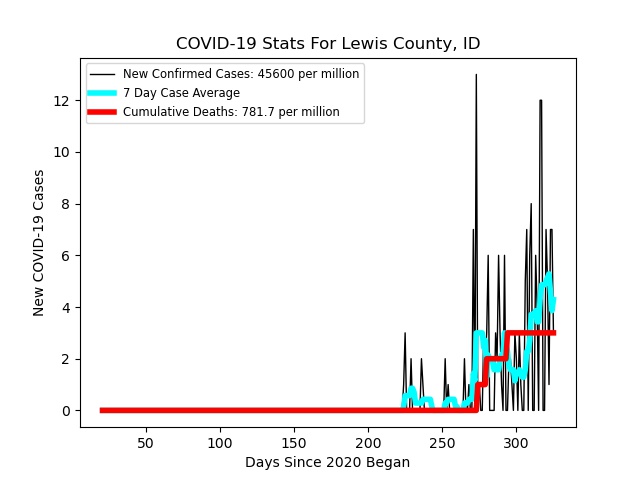 COVID-19 Stats For Lewis County, ID
New Confirmed Cases: 45600 per million
7 Day Case Average
Cumulative Deaths: 781.7 per million
New COVID-19 Cases
12
10
8
6
4
2
0
50 100 150 200 250 300
Days Since 2020 Began